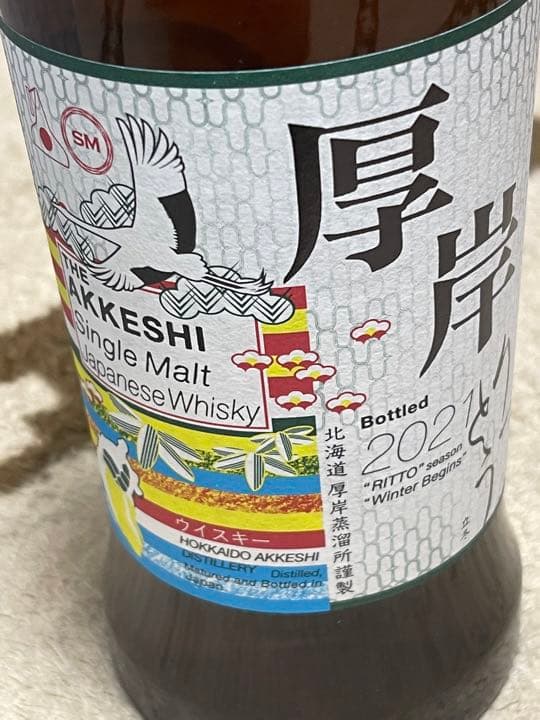 SM
THE
AKKESHI
Single Malt
Japanese Whisky
厚岸
りっとう
立冬
Bottled
2021
"RITTO" season
"Winter Begins"
北海道厚岸蒸溜所謹製
ウイスキー
HOKKAIDO AKKESHI
DISTILLERY Distilled,
Matured and Bottled in
Japan.